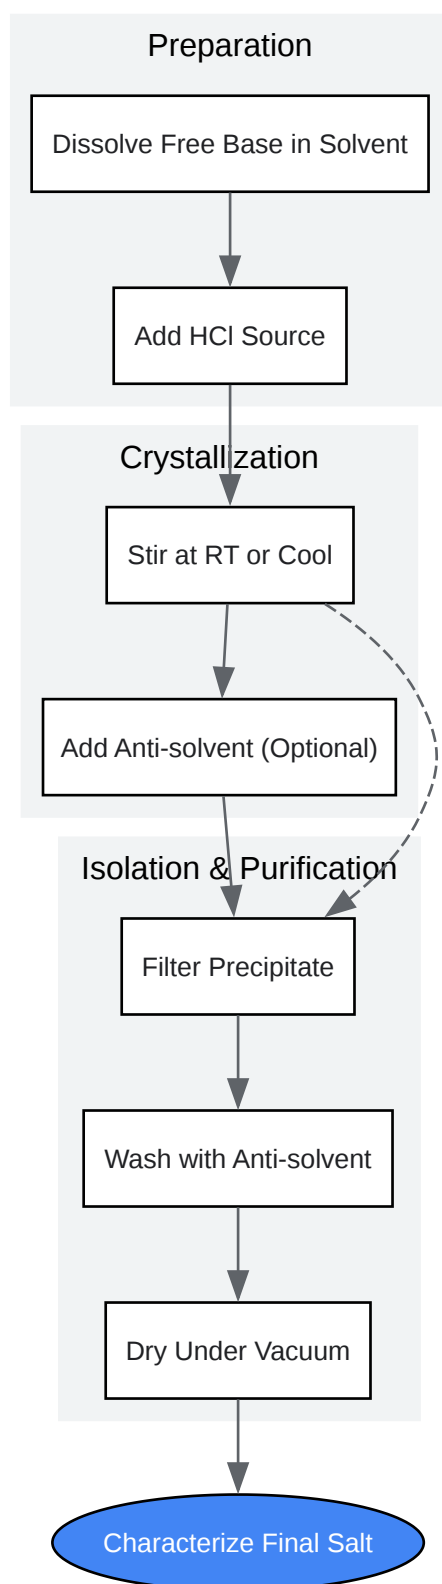 Preparation
Dissolve Free Base in Solvent
Add HCl Source
Crystallization
Stir at RT or Cool
Add Anti-solvent (Optional)
Isolation & Purification
Filter Precipitate
Wash with Anti-solvent
Dry Under Vacuum
Characterize Final Salt